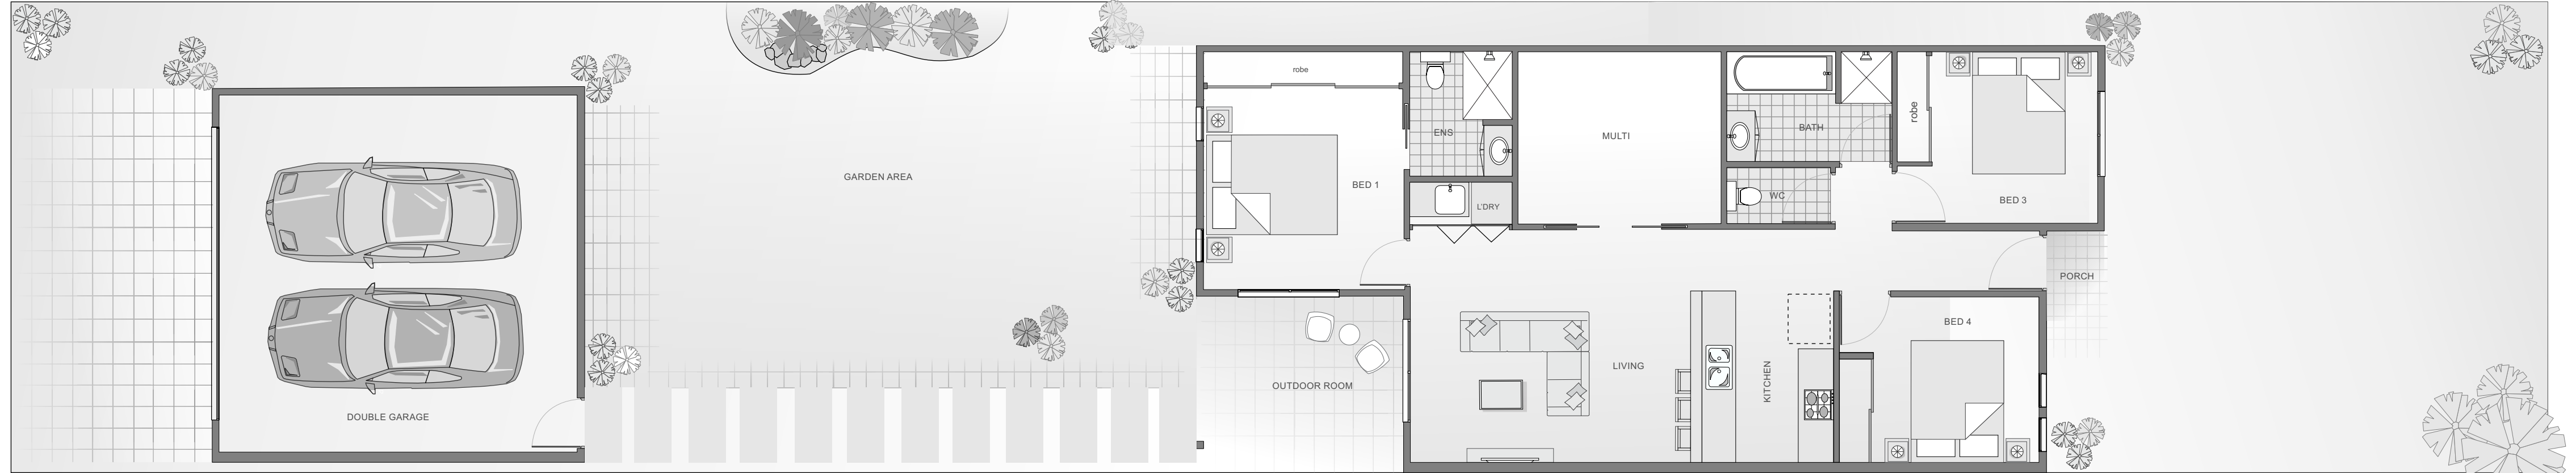 robe
robe
ENS
MULTI
BATH
GARDEN AREA
BED 1
WC
BED 3
L'DRY
PORCH
BED 4
LIVING
KITCHEN
OUTDOOR ROOM
DOUBLE GARAGE